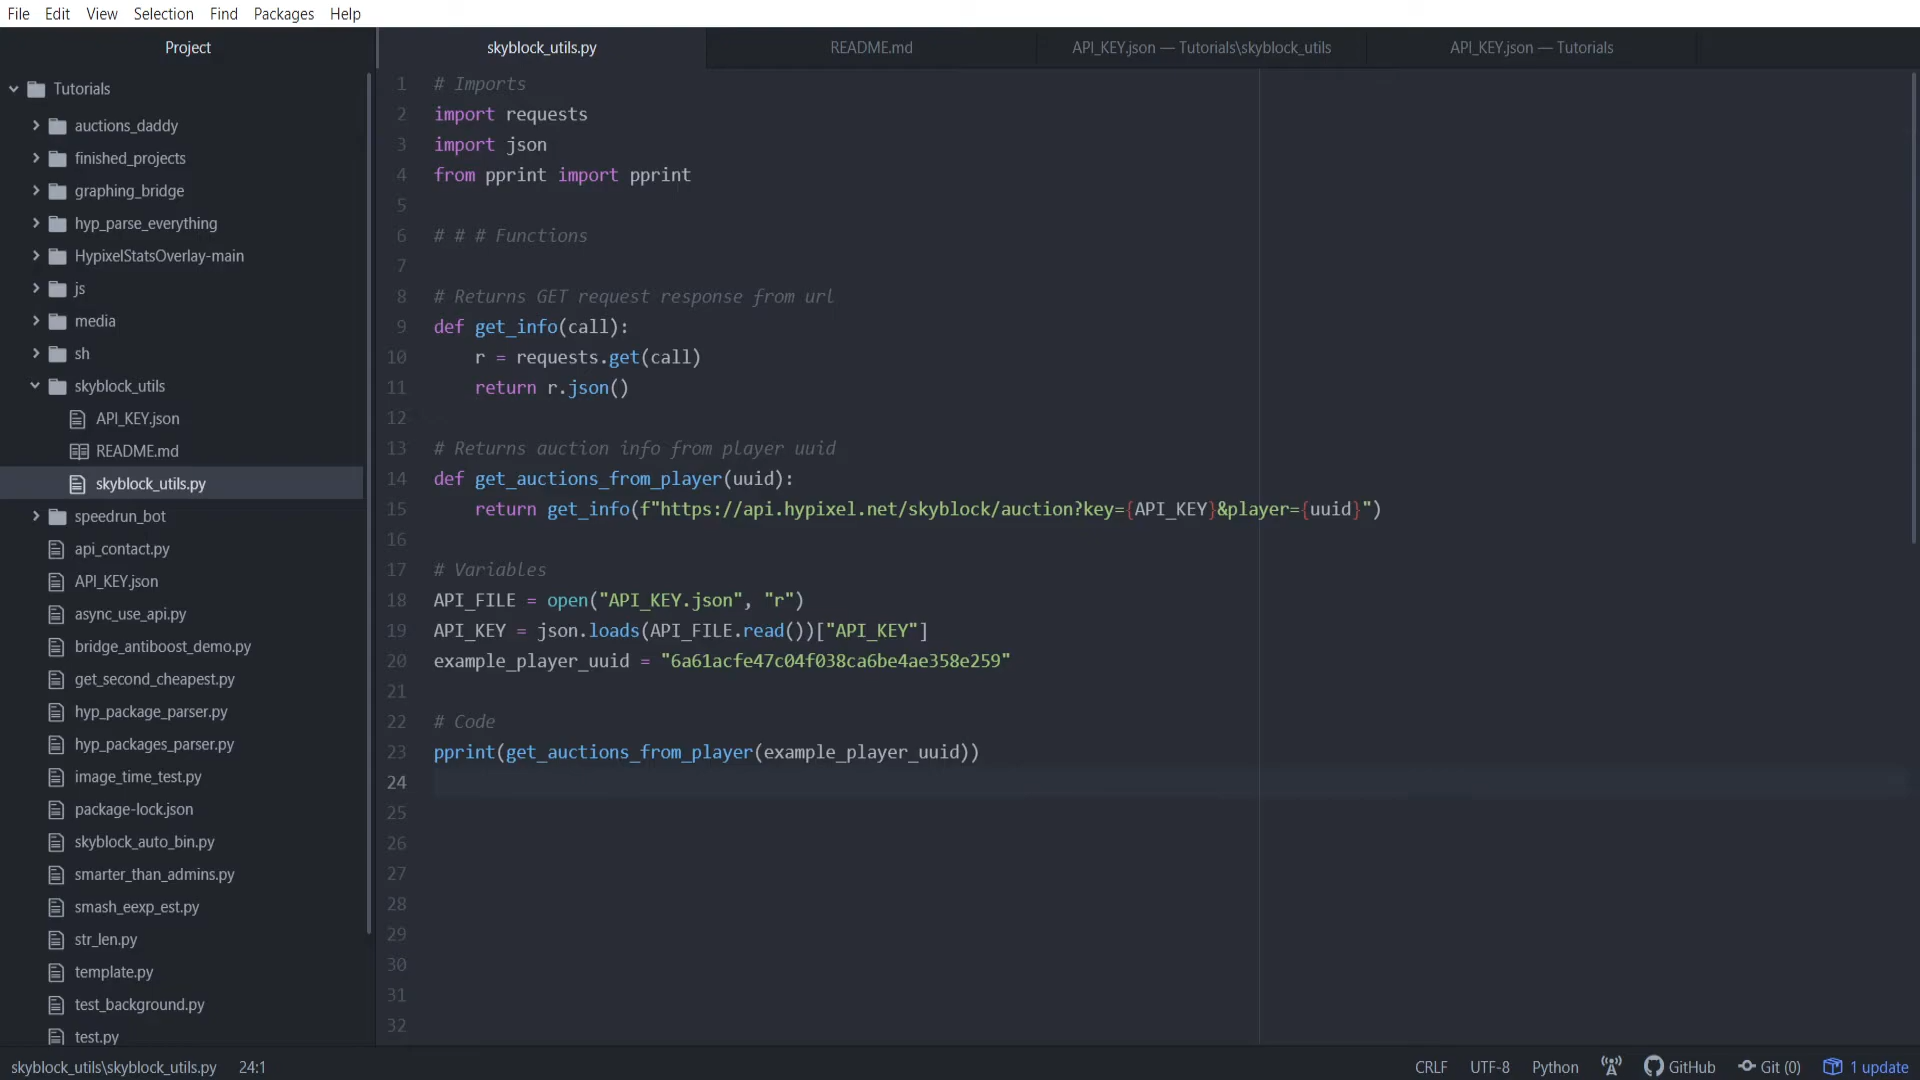 File Edit View Selection Find Packages Help
Project
Tutorials
auctions_daddy
finished_projects
graphing_bridge
hyp_parse_everything
HypixelStatsOverlay-main
js
media
sh
skyblock_utils
API_KEY.json
README.md
skyblock_utils.py
speedrun_bot
api_contact.py
API_KEY.json
async_use_api.py
bridge_antiboost_demo.py
get_second_cheapest.py
hyp_package_parser.py
hyp_packages_parser.py
image_time_test.py
package-lock.json
skyblock_auto_bin.py
smarter_than_admins.py
smash_eexp_est.py
str_len.py
template.py
test_background.py
test.py
skyblock_utils.py README.md API_KEY.json — Tutorials\skyblock_utils API_KEY.json — Tutorials
1 # Imports
2 import requests
3 import json
4 from pprint import pprint
5
6 # # # Functions
7
8 # Returns GET request response from url
9 def get_info(call):
10 r = requests.get(call)
11 return r.json()
12
13 # Returns auction info from player uuid
14 def get_auctions_from_player(uuid):
15 return get_info(f"https://api.hypixel.net/skyblock/auction?key={API_KEY}&player={uuid}")
16
17 # Variables
18 API_FILE = open("API_KEY.json", "r")
19 API_KEY = json.loads(API_FILE.read())["API_KEY"]
20 example_player_uuid = "6a61acfe47c04f038ca6be4ae358e259"
21
22 # Code
23 pprint(get_auctions_from_player(example_player_uuid))
24
25
26
27
28
29
30
31
32
skyblock_utils\skyblock_utils.py 24:1 CRLF UTF-8 Python GitHub Git (0) 1 update